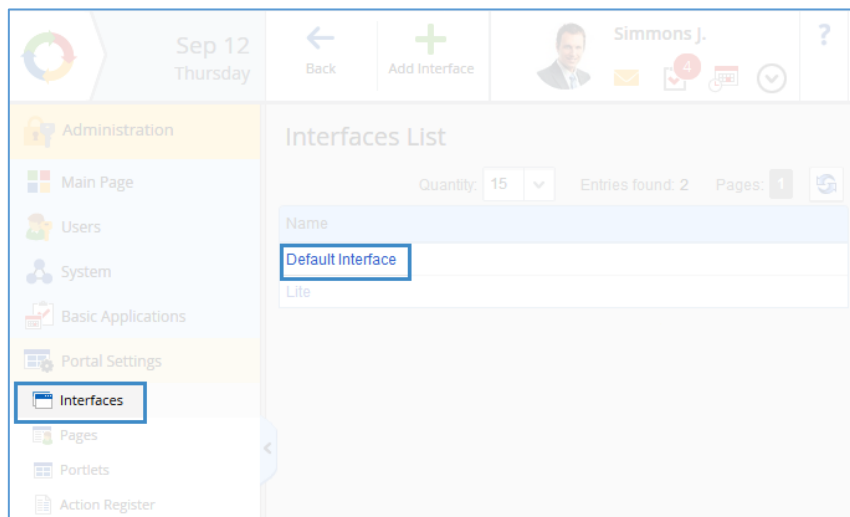 Sep 12
Thursday
Back
Add Interface
Simmons J.
4
?
Administration
Main Page
Users
System
Basic Applications
Portal Settings
Interfaces
Pages
Portlets
Action Register
Interfaces List
Quantity: 15 Entries found: 2 Pages: 1
Name
Default Interface
Lite